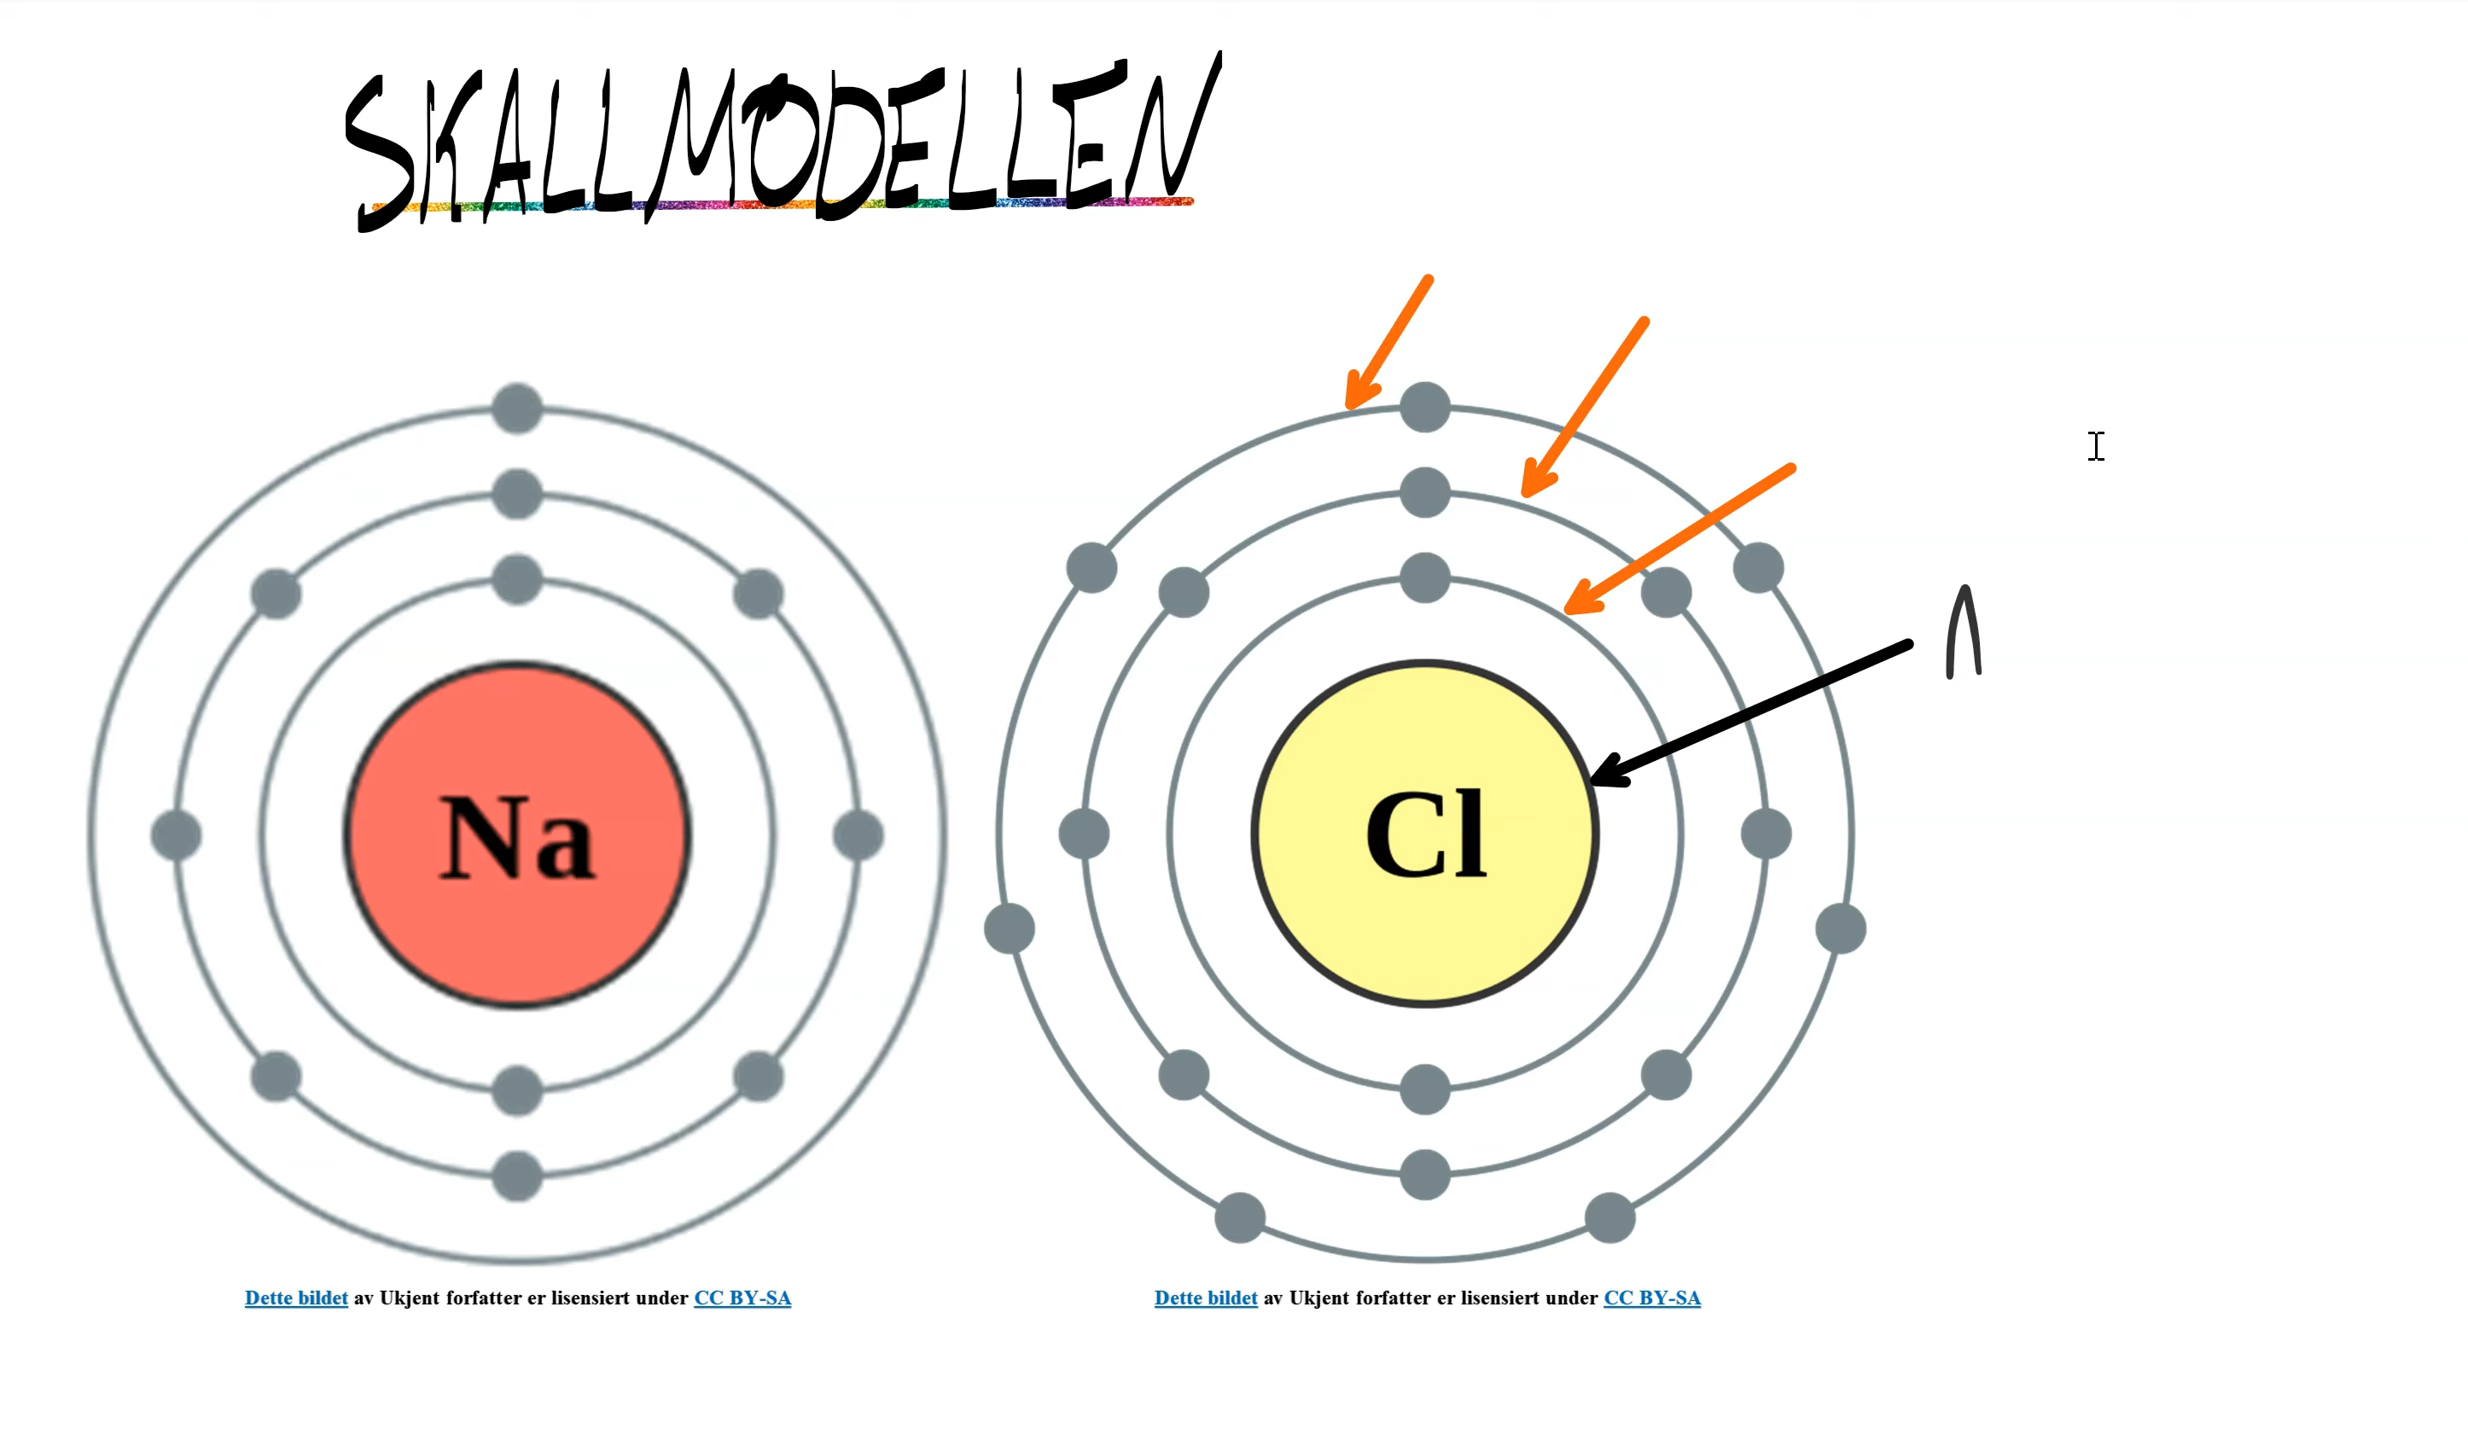 SKALLMODELLEN
Na
Cl
Dette bildet av Ukjent forfatter er lisensiert under CC BY-SA
Dette bildet av Ukjent forfatter er lisensiert under CC BY-SA